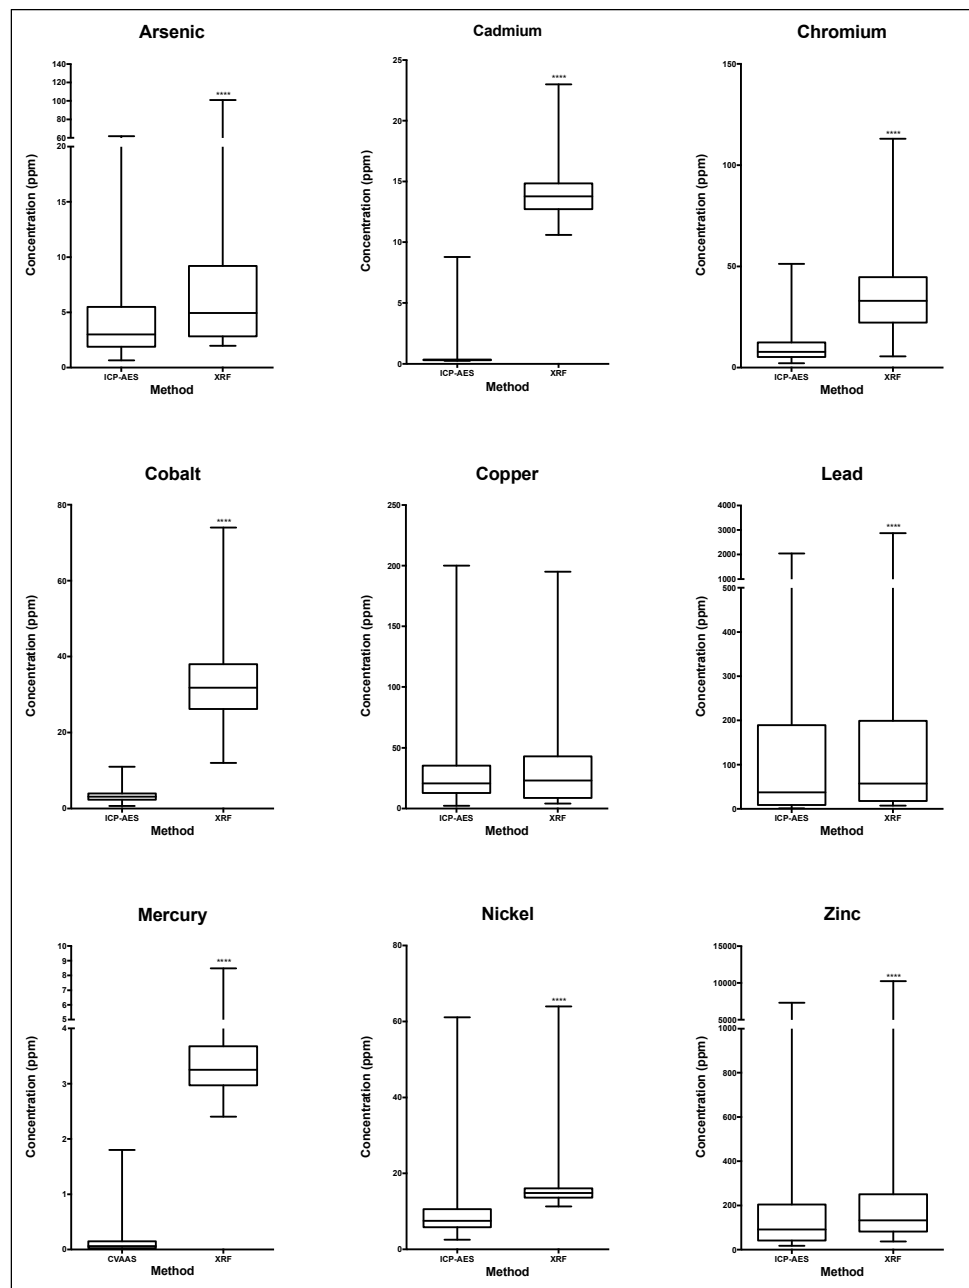 Arsenic
Cadmium
Chromium
Concentration (ppm)
140
120
100
80
60
20
15
10
5
0
****
ICP-AES
XRF
Method
Concentration (ppm)
25
20
15
10
5
0
****
ICP-AES
XRF
Method
Concentration (ppm)
150
100
50
0
****
ICP-AES
XRF
Method
Cobalt
Copper
Lead
Concentration (ppm)
80
60
40
20
0
****
ICP-AES
XRF
Method
Concentration (ppm)
250
200
150
100
50
0
ICP-AES
XRF
Method
Concentration (ppm)
4000
3000
2000
1000
500
400
300
200
100
0
****
ICP-AES
XRF
Method
Mercury
Nickel
Zinc
Concentration (ppm)
10
9
8
7
6
5
4
3
2
1
0
****
CVAAS
XRF
Method
Concentration (ppm)
80
60
40
20
0
****
ICP-AES
XRF
Method
Concentration (ppm)
15000
10000
5000
1000
800
600
400
200
0
****
ICP-AES
XRF
Method